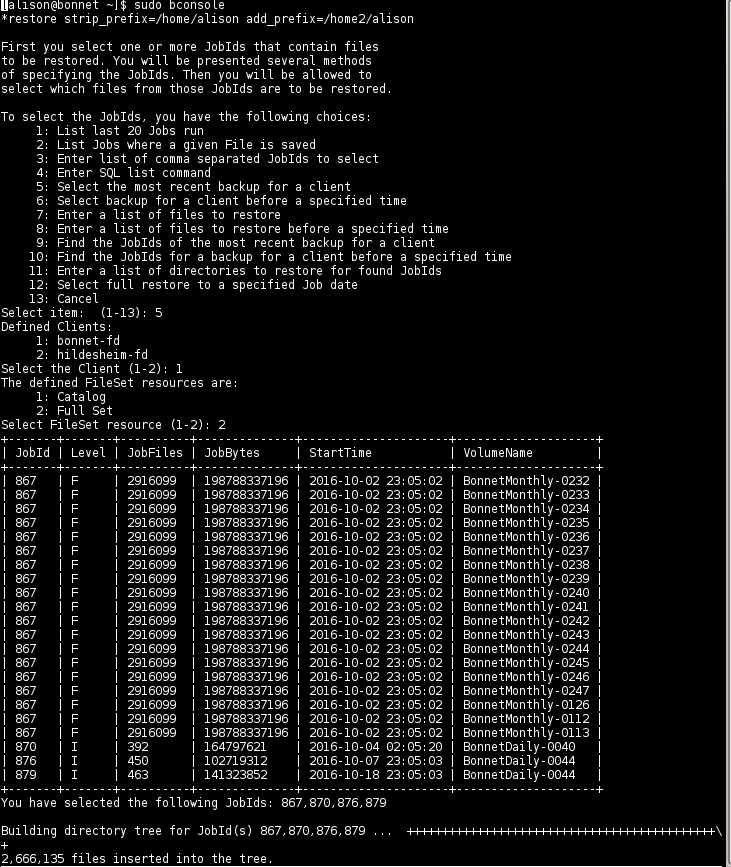 [alison@bonnet ~]$ sudo bconsole
*restore strip_prefix=/home/alison add_prefix=/home2/alison

First you select one or more JobIds that contain files
to be restored. You will be presented several methods
of specifying the JobIds. Then you will be allowed to
select which files from those JobIds are to be restored.

To select the JobIds, you have the following choices:
     1: List last 20 Jobs run
     2: List Jobs where a given File is saved
     3: Enter list of comma separated JobIds to select
     4: Enter SQL list command
     5: Select the most recent backup for a client
     6: Select backup for a client before a specified time
     7: Enter a list of files to restore
     8: Enter a list of files to restore before a specified time
     9: Find the JobIds of the most recent backup for a client
    10: Find the JobIds for a backup for a client before a specified time
    11: Enter a list of directories to restore for found JobIds
    12: Select full restore to a specified Job date
    13: Cancel
Select item:  (1-13): 5
Defined Clients:
     1: bonnet-fd
     2: hildesheim-fd
Select the Client (1-2): 1
The defined FileSet resources are:
     1: Catalog
     2: Full Set
Select FileSet resource (1-2): 2
+-------+-------+----------+--------------+---------------------+--------------------+
| JobId | Level | JobFiles | JobBytes     | StartTime           | VolumeName         |
+-------+-------+----------+--------------+---------------------+--------------------+
| 867   | F     | 2916099  | 198788337196 | 2016-10-02 23:05:02 | BonnetMonthly-0232 |
| 867   | F     | 2916099  | 198788337196 | 2016-10-02 23:05:02 | BonnetMonthly-0233 |
| 867   | F     | 2916099  | 198788337196 | 2016-10-02 23:05:02 | BonnetMonthly-0234 |
| 867   | F     | 2916099  | 198788337196 | 2016-10-02 23:05:02 | BonnetMonthly-0235 |
| 867   | F     | 2916099  | 198788337196 | 2016-10-02 23:05:02 | BonnetMonthly-0236 |
| 867   | F     | 2916099  | 198788337196 | 2016-10-02 23:05:02 | BonnetMonthly-0237 |
| 867   | F     | 2916099  | 198788337196 | 2016-10-02 23:05:02 | BonnetMonthly-0238 |
| 867   | F     | 2916099  | 198788337196 | 2016-10-02 23:05:02 | BonnetMonthly-0239 |
| 867   | F     | 2916099  | 198788337196 | 2016-10-02 23:05:02 | BonnetMonthly-0240 |
| 867   | F     | 2916099  | 198788337196 | 2016-10-02 23:05:02 | BonnetMonthly-0241 |
| 867   | F     | 2916099  | 198788337196 | 2016-10-02 23:05:02 | BonnetMonthly-0242 |
| 867   | F     | 2916099  | 198788337196 | 2016-10-02 23:05:02 | BonnetMonthly-0243 |
| 867   | F     | 2916099  | 198788337196 | 2016-10-02 23:05:02 | BonnetMonthly-0244 |
| 867   | F     | 2916099  | 198788337196 | 2016-10-02 23:05:02 | BonnetMonthly-0245 |
| 867   | F     | 2916099  | 198788337196 | 2016-10-02 23:05:02 | BonnetMonthly-0246 |
| 867   | F     | 2916099  | 198788337196 | 2016-10-02 23:05:02 | BonnetMonthly-0247 |
| 867   | F     | 2916099  | 198788337196 | 2016-10-02 23:05:02 | BonnetMonthly-0126 |
| 867   | F     | 2916099  | 198788337196 | 2016-10-02 23:05:02 | BonnetMonthly-0112 |
| 867   | F     | 2916099  | 198788337196 | 2016-10-02 23:05:02 | BonnetMonthly-0113 |
| 870   | I     | 392      | 164797621    | 2016-10-04 02:05:20 | BonnetDaily-0040   |
| 876   | I     | 450      | 102719312    | 2016-10-07 23:05:03 | BonnetDaily-0044   |
| 879   | I     | 463      | 141323852    | 2016-10-18 23:05:03 | BonnetDaily-0044   |
+-------+-------+----------+--------------+---------------------+--------------------+
You have selected the following JobIds: 867,870,876,879

Building directory tree for JobId(s) 867,870,876,879 ...  ++++++++++++++++++++++++++++++++++++++++++++\
+
2,666,135 files inserted into the tree.